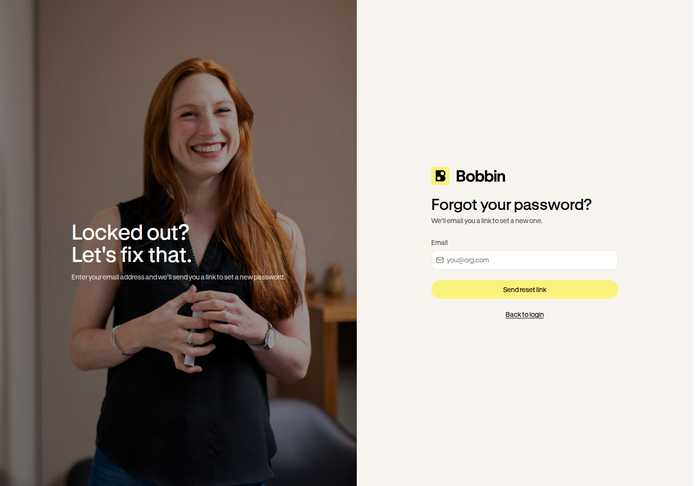 Locked out?
Let's fix that.
Enter your email address and we'll send you a link to set a new password.
Bobbin
Forgot your password?
We'll email you a link to set a new one.
Email
you@org.com
Send reset link
Back to login